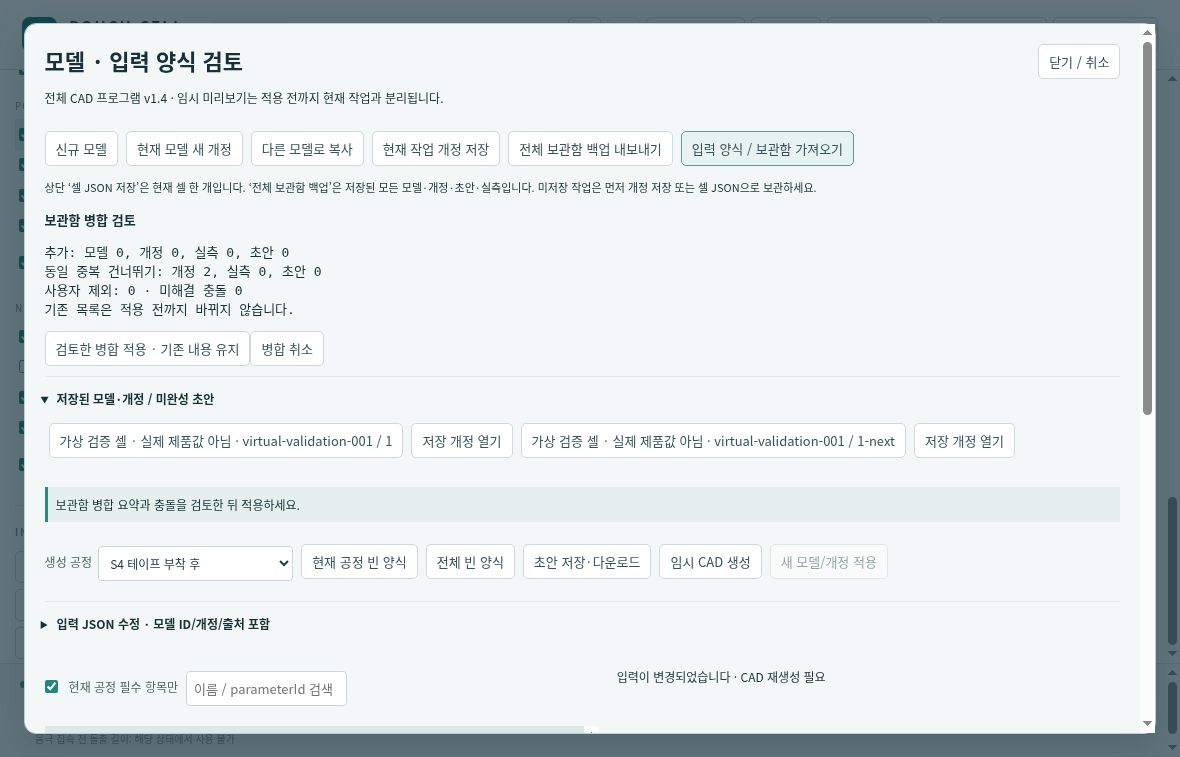 모델 · 입력 양식 검토
닫기 / 취소
전체 CAD 프로그램 v1.4 · 임시 미리보기는 적용 전까지 현재 작업과 분리됩니다.
신규 모델
현재 모델 새 개정
다른 모델로 복사
현재 작업 개정 저장
전체 보관함 백업 내보내기
입력 양식 / 보관함 가져오기
상단 ‘셀 JSON 저장’은 현재 셀 한 개입니다. ‘전체 보관함 백업’은 저장된 모든 모델·개정·초안·실측입니다. 미저장 작업은 먼저 개정 저장 또는 셀 JSON으로 보관하세요.
보관함 병합 검토
추가: 모델 0, 개정 0, 실측 0, 초안 0
동일 중복 건너뛰기: 개정 2, 실측 0, 초안 0
사용자 제외: 0 · 미해결 충돌 0
기존 목록은 적용 전까지 바뀌지 않습니다.
검토한 병합 적용 · 기존 내용 유지
병합 취소
▼ 저장된 모델·개정 / 미완성 초안
가상 검증 셀 · 실제 제품값 아님 · virtual-validation-001 / 1
저장 개정 열기
가상 검증 셀 · 실제 제품값 아님 · virtual-validation-001 / 1-next
저장 개정 열기
보관함 병합 요약과 충돌을 검토한 뒤 적용하세요.
생성 공정
S4 테이프 부착 후
현재 공정 빈 양식
전체 빈 양식
초안 저장·다운로드
임시 CAD 생성
새 모델/개정 적용
▶ 입력 JSON 수정 · 모델 ID/개정/출처 포함
현재 공정 필수 항목만
이름 / parameterId 검색
입력이 변경되었습니다 · CAD 재생성 필요